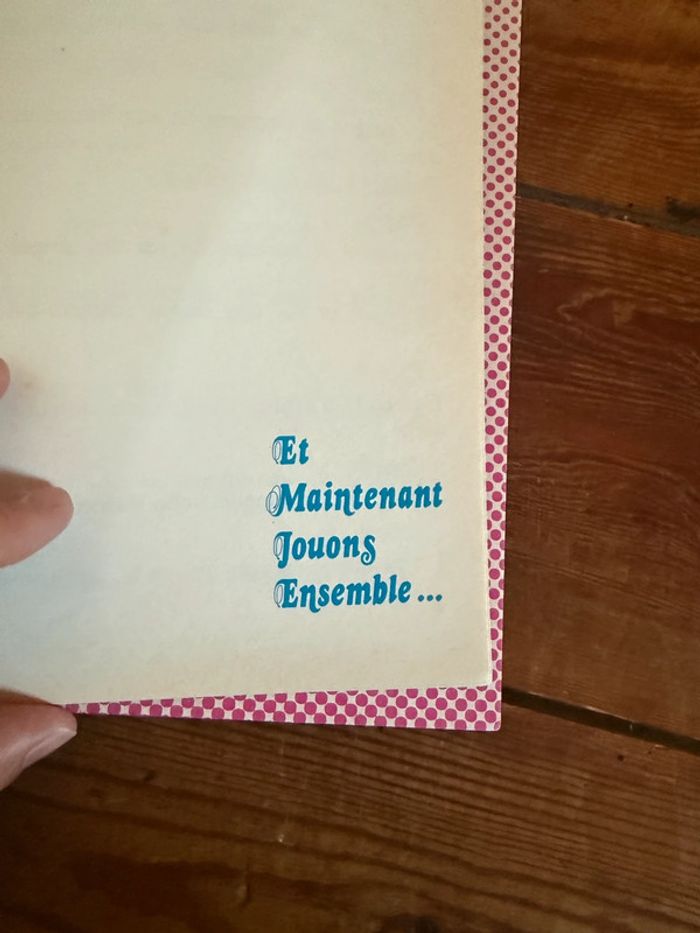 Et
Maintenant
Jouons
Ensemble ...